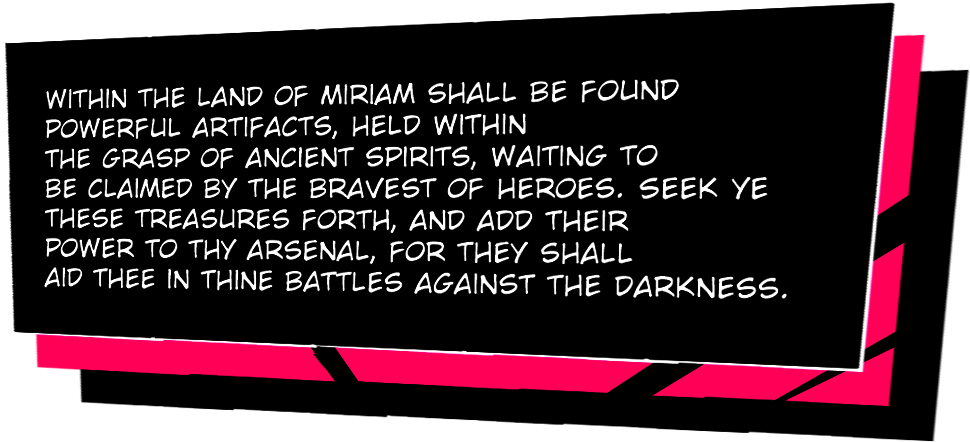 WITHIN THE LAND OF MIRIAM SHALL BE FOUND
POWERFUL ARTIFACTS, HELD WITHIN
THE GRASP OF ANCIENT SPIRITS, WAITING TO
BE CLAIMED BY THE BRAVEST OF HEROES. SEEK YE
THESE TREASURES FORTH, AND ADD THEIR
POWER TO THY ARSENAL, FOR THEY SHALL
AID THEE IN THINE BATTLES AGAINST THE DARKNESS.